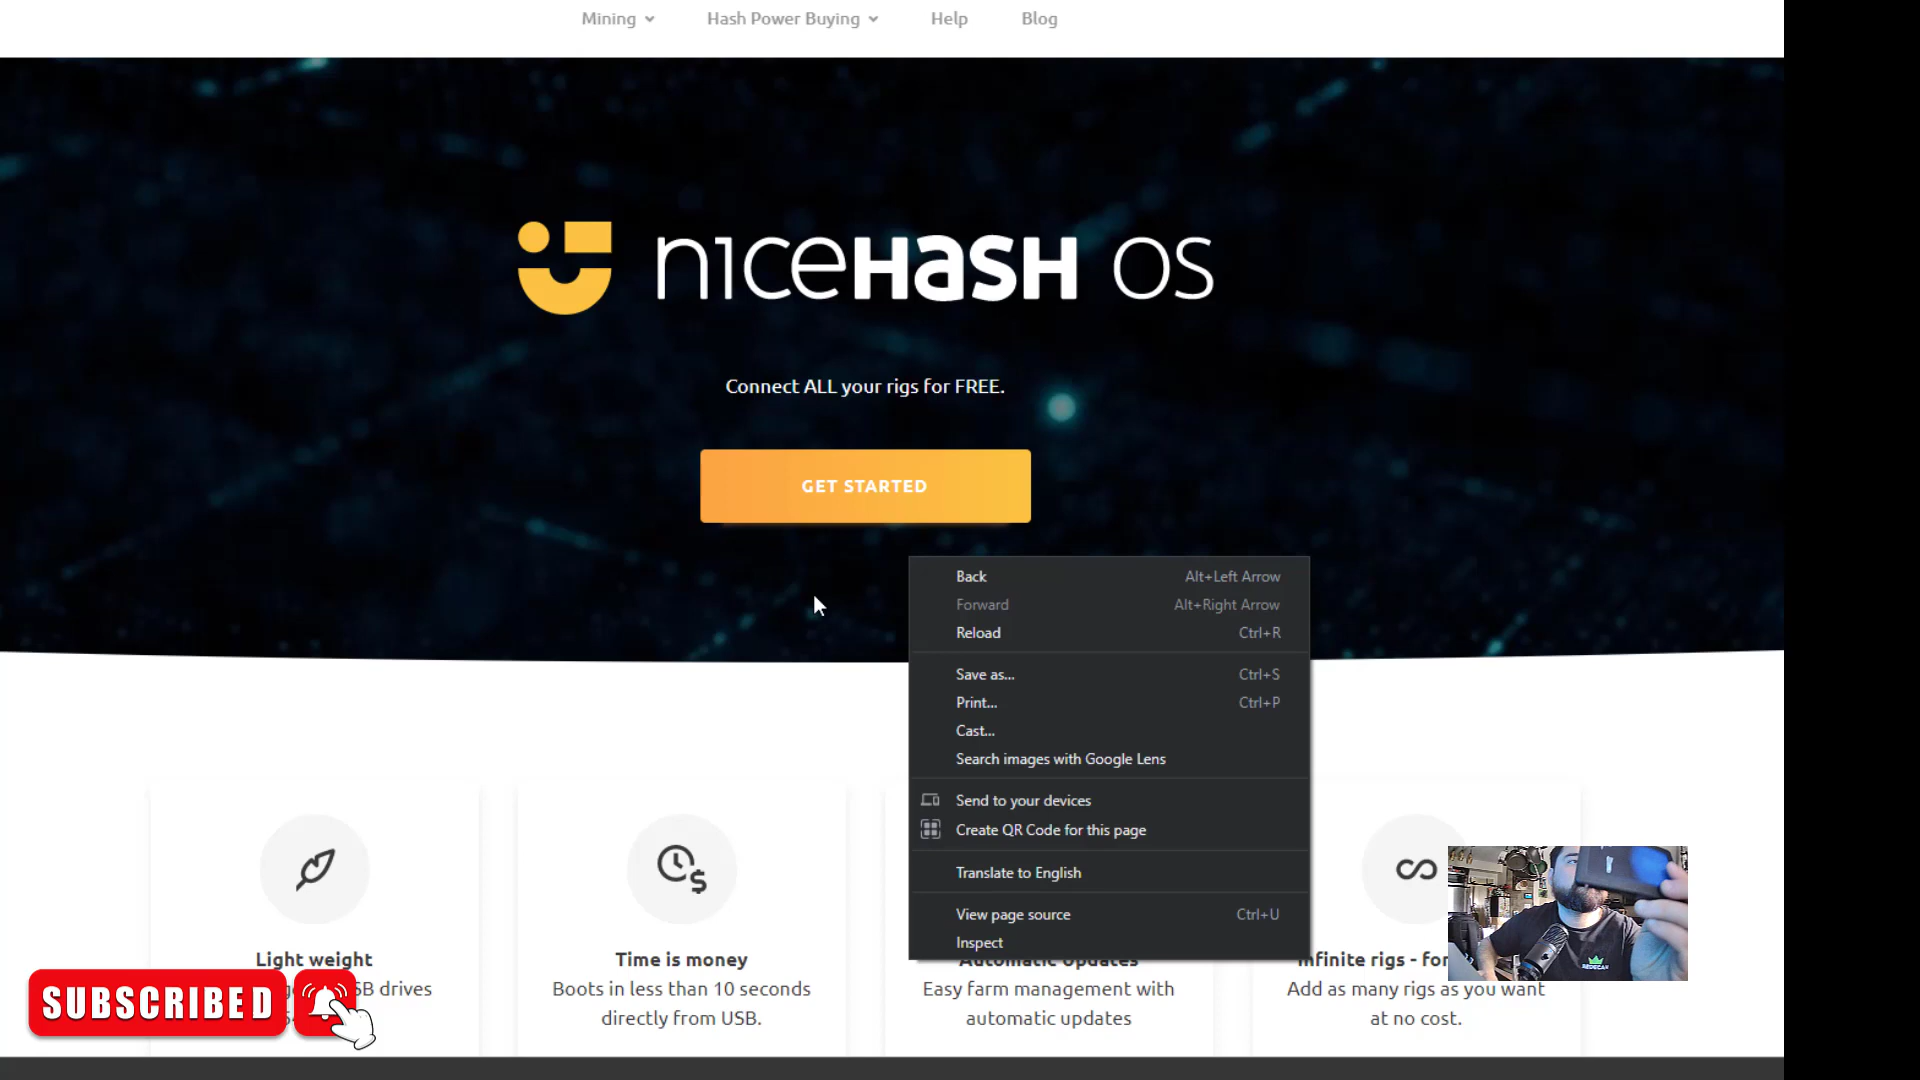 Mining
Hash Power Buying
Help
Blog
niceHASH OS
Connect ALL your rigs for FREE.
GET STARTED
Back Alt+Left Arrow
Forward Alt+Right Arrow
Reload Ctrl+R
Save as... Ctrl+S
Print... Ctrl+P
Cast...
Search images with Google Lens
Send to your devices
Create QR Code for this page
Translate to English
View page source Ctrl+U
Inspect
Light weight
SB drives
Time is money
Boots in less than 10 seconds
directly from USB.
Automatic updates
Easy farm management with
automatic updates
nfinite rigs - for
Add as many rigs as you want
at no cost.
SUBSCRIBED